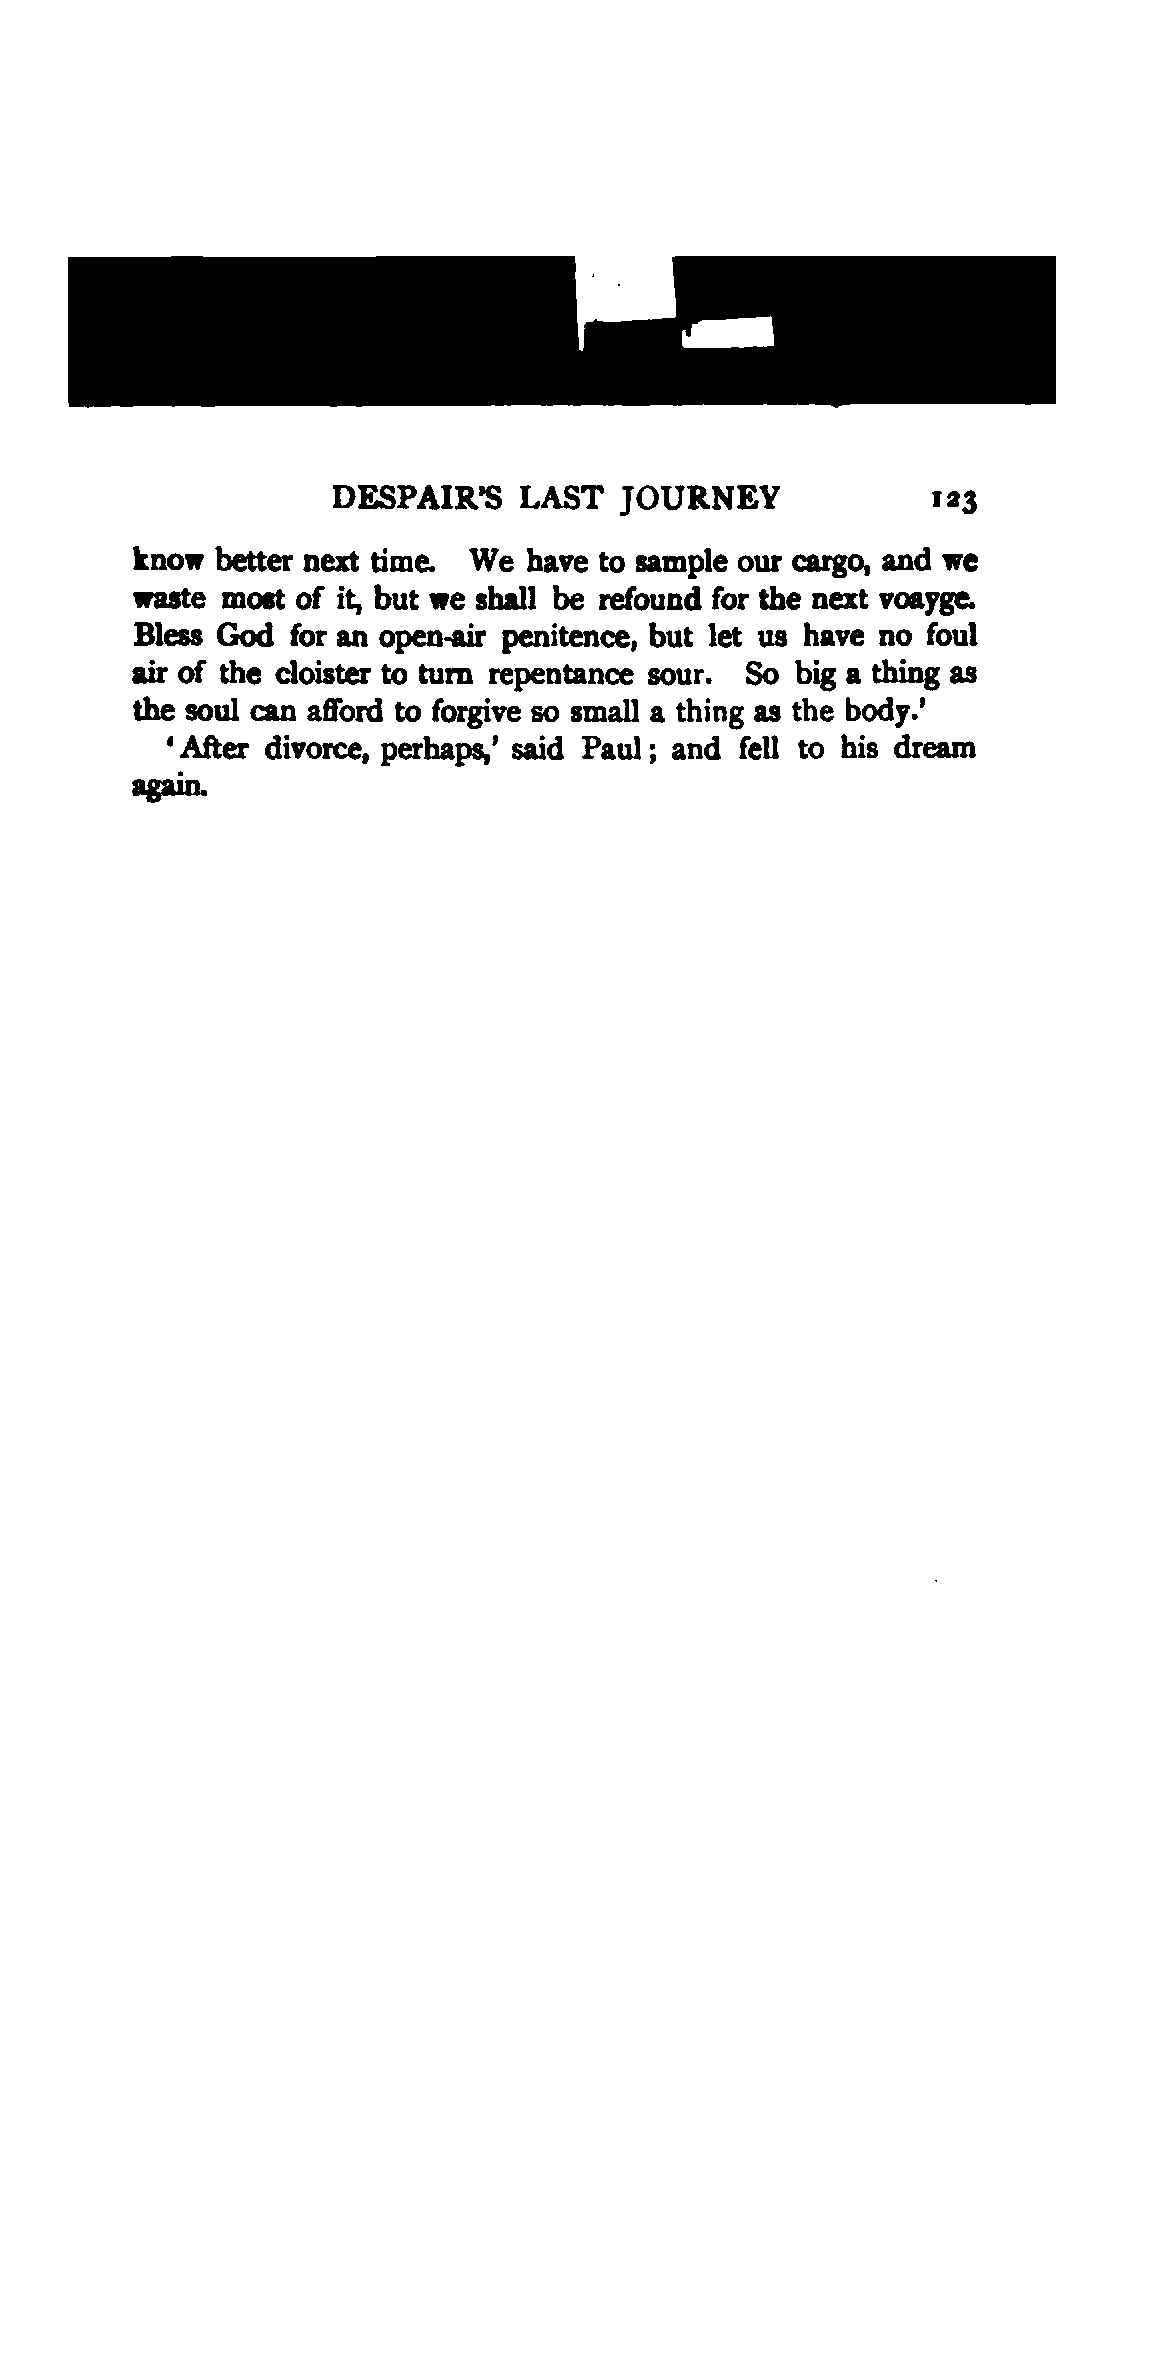 DESPAIR'S LAST JOURNEY 123
know better next time. We have to sample our cargo, and we
waste most of it, but we shall be refound for the next voayge.
Bless God for an open-air penitence, but let us have no foul
air of the cloister to turn repentance sour. So big a thing as
the soul can afford to forgive so small a thing as the body.'
'After divorce, perhaps,' said Paul; and fell to his dream
again.